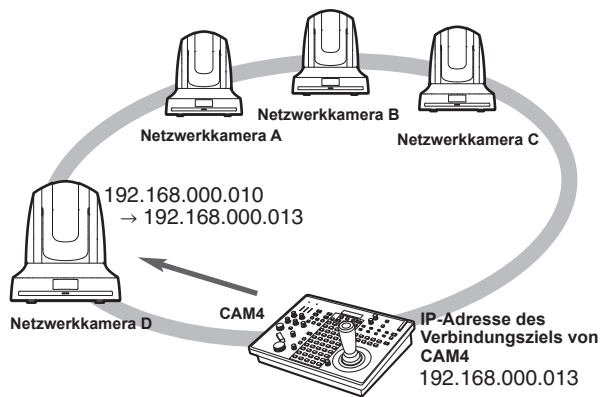 Netzwerkkamera A
Netzwerkkamera B
Netzwerkkamera C
192.168.000.010
→ 192.168.000.013
Netzwerkkamera D
CAM4
IP-Adresse des
Verbindungsziels von
CAM4
192.168.000.013